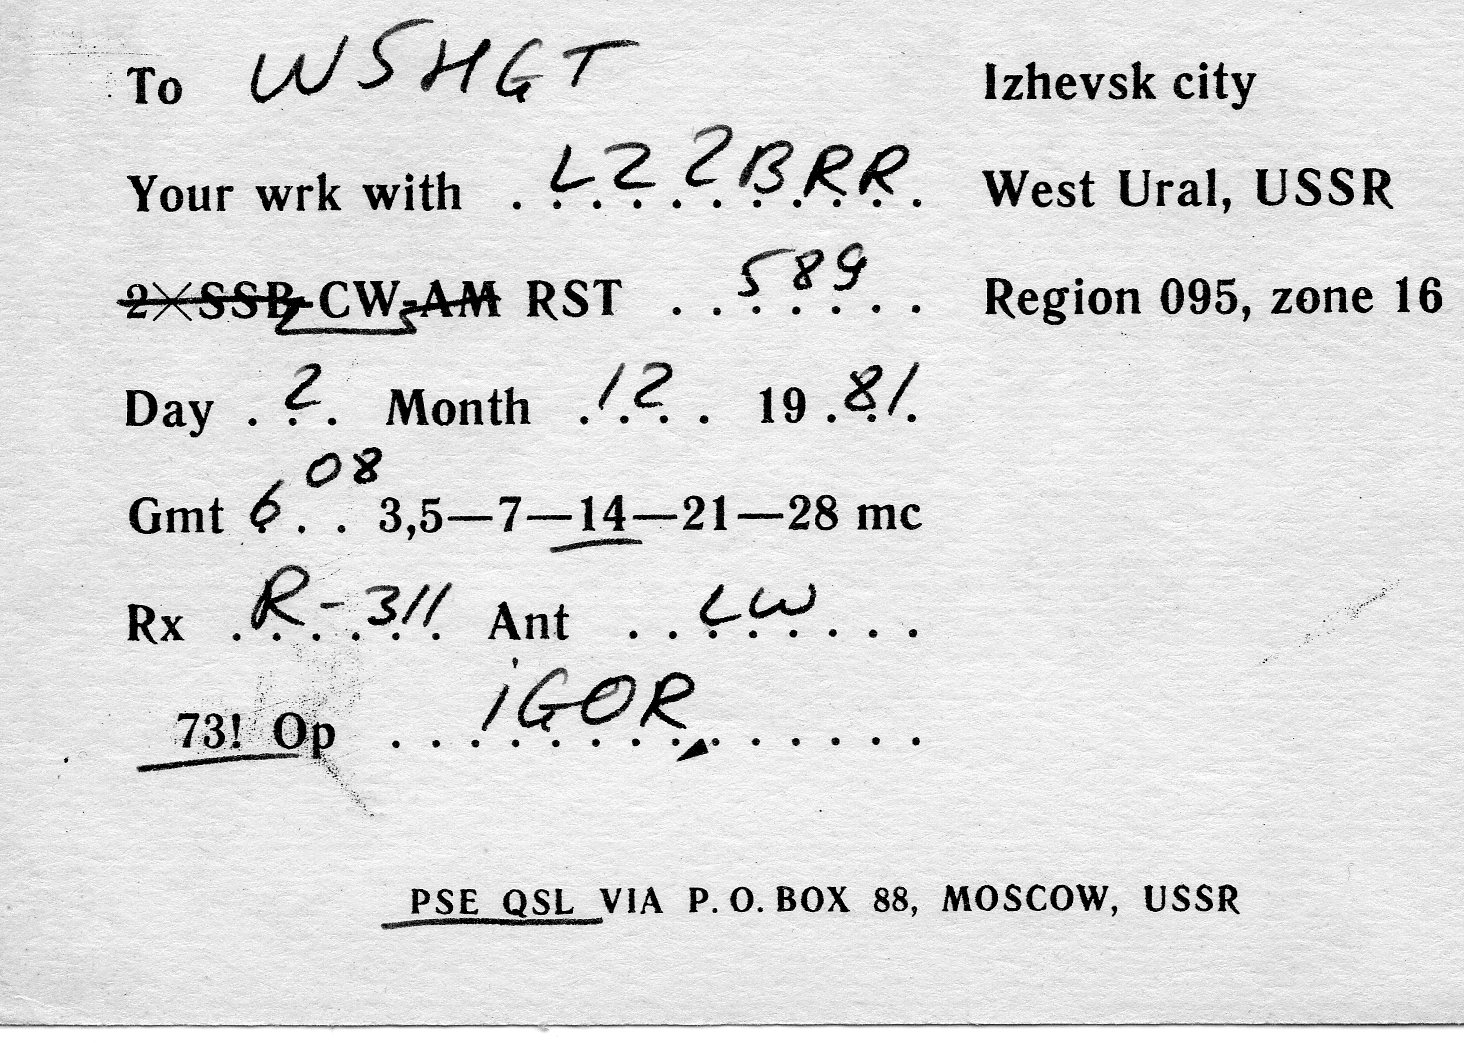 To W5HGT Izhevsk city
Your wrk with LZ2BRR West Ural, USSR
2×SSB-CW-AM RST 589 Region 095, zone 16
Day 2 Month 12 1981
Gmt 6 08 3,5—7—14—21—28 mc
Rx R-311 Ant LW
73! Op iGOR
PSE QSL VIA P.O.BOX 88, MOSCOW, USSR